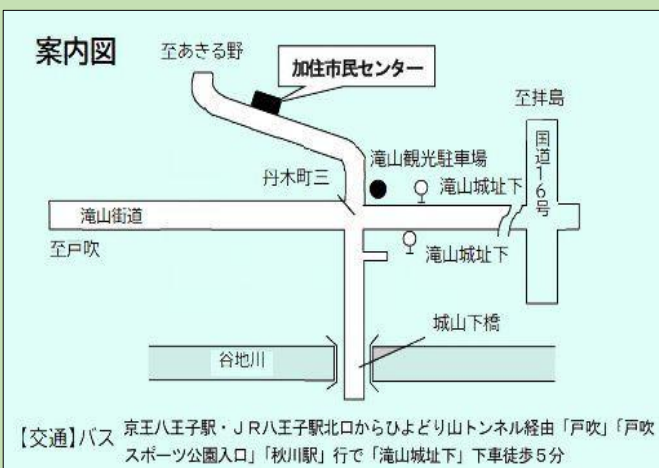 案内図
至あきる野
加住市民センター
至拝島
国道16号
滝山観光駐車場
丹木町三
滝山城址下
滝山街道
至戸吹
滝山城址下
城山下橋
谷地川
【交通】バス 京王八王子駅・JR八王子駅北口からひよどり山トンネル経由「戸吹」「戸吹
スポーツ公園入口」「秋川駅」行で「滝山城址下」下車徒歩5分